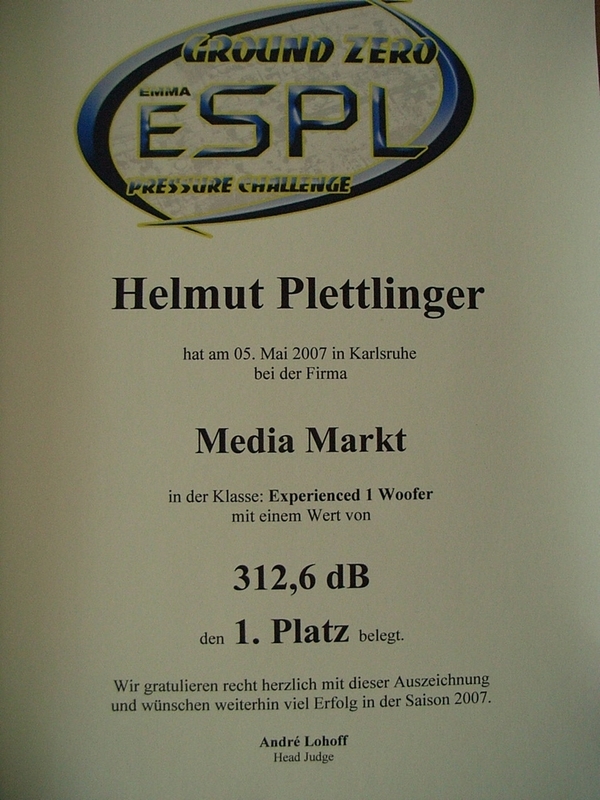 GROUND ZERO
EMMA
ESPL
PRESSURE CHALLENGE
Helmut Plettlinger
hat am 05. Mai 2007 in Karlsruhe
bei der Firma
Media Markt
in der Klasse: Experienced 1 Woofer
mit einem Wert von
312,6 dB
den 1. Platz belegt.
Wir gratulieren recht herzlich mit dieser Auszeichnung
und wünschen weiterhin viel Erfolg in der Saison 2007.
André Lohoff
Head Judge